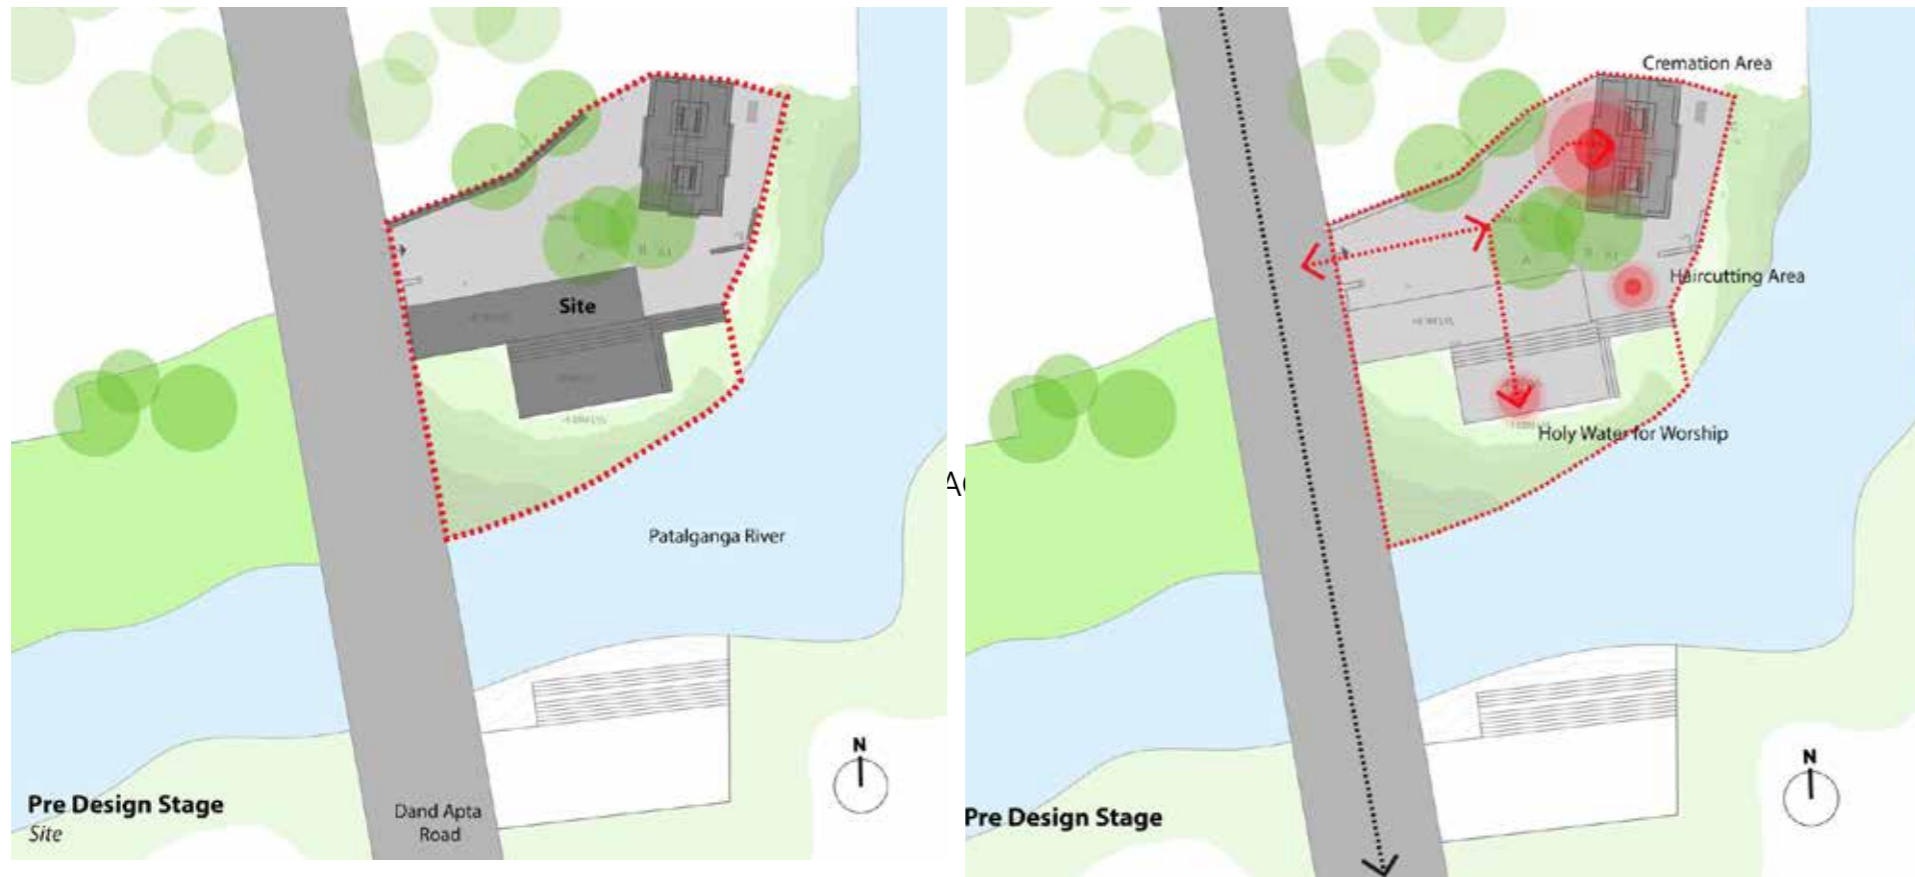 Site
Patalganga River
N
Pre Design Stage
Site
Dand Apta
Road
Cremation Area
Haircutting Area
Holy Water for Worship
N
Pre Design Stage